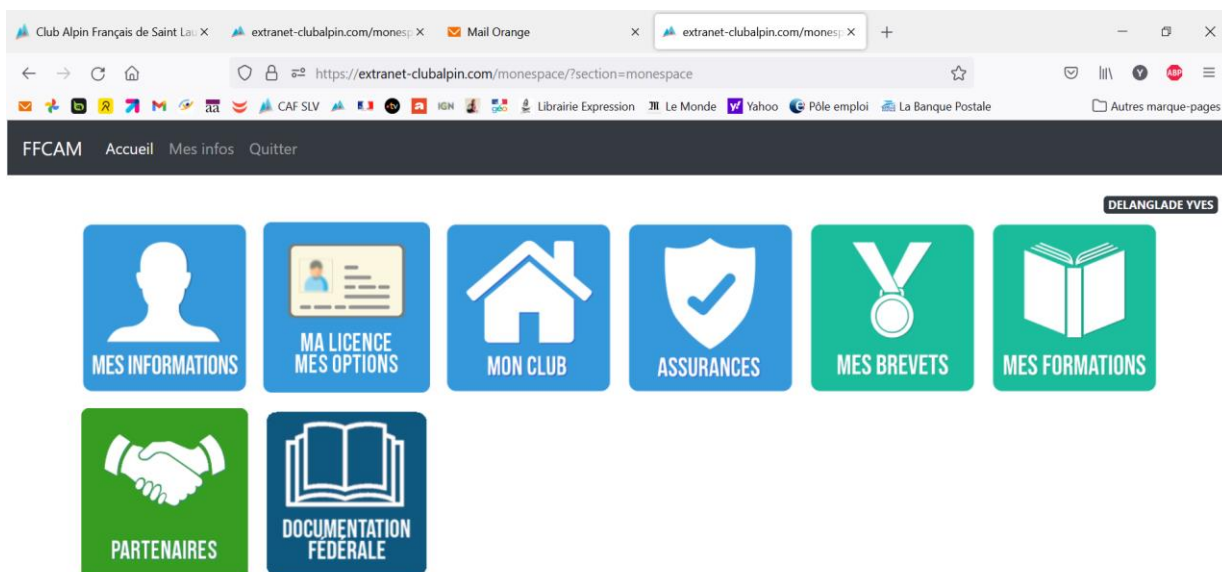 Club Alpin Français de Saint Lau
extranet-clubalpin.com/monesp
Mail Orange
extranet-clubalpin.com/monesp
https://extranet-clubalpin.com/monespace/?section=monespace
CAF SLV
IGN
géo
Librairie Expression
Le Monde
Yahoo
Pôle emploi
La Banque Postale
Autres marque-pages
FFCAM Accueil Mes infos Quitter
DELANGLADE YVES
MES INFORMATIONS
MA LICENCE
MES OPTIONS
MON CLUB
ASSURANCES
MES BREVETS
MES FORMATIONS
PARTENAIRES
DOCUMENTATION
FÉDÉRALE